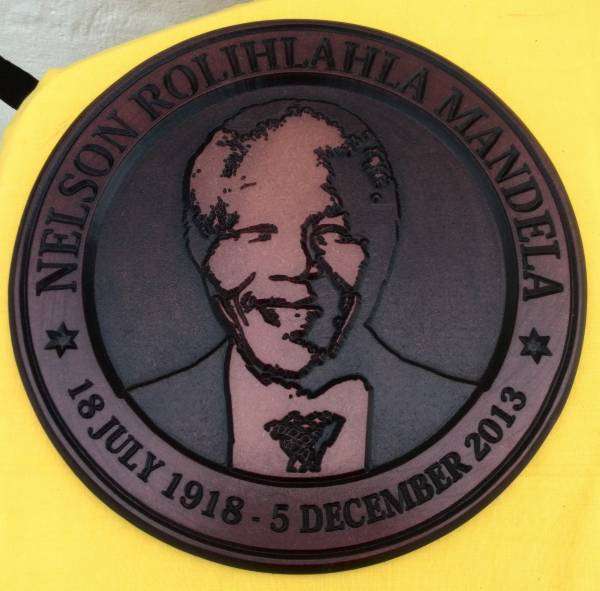 NELSON ROLIHLAHLA MANDELA
18 JULY 1918 - 5 DECEMBER 2013